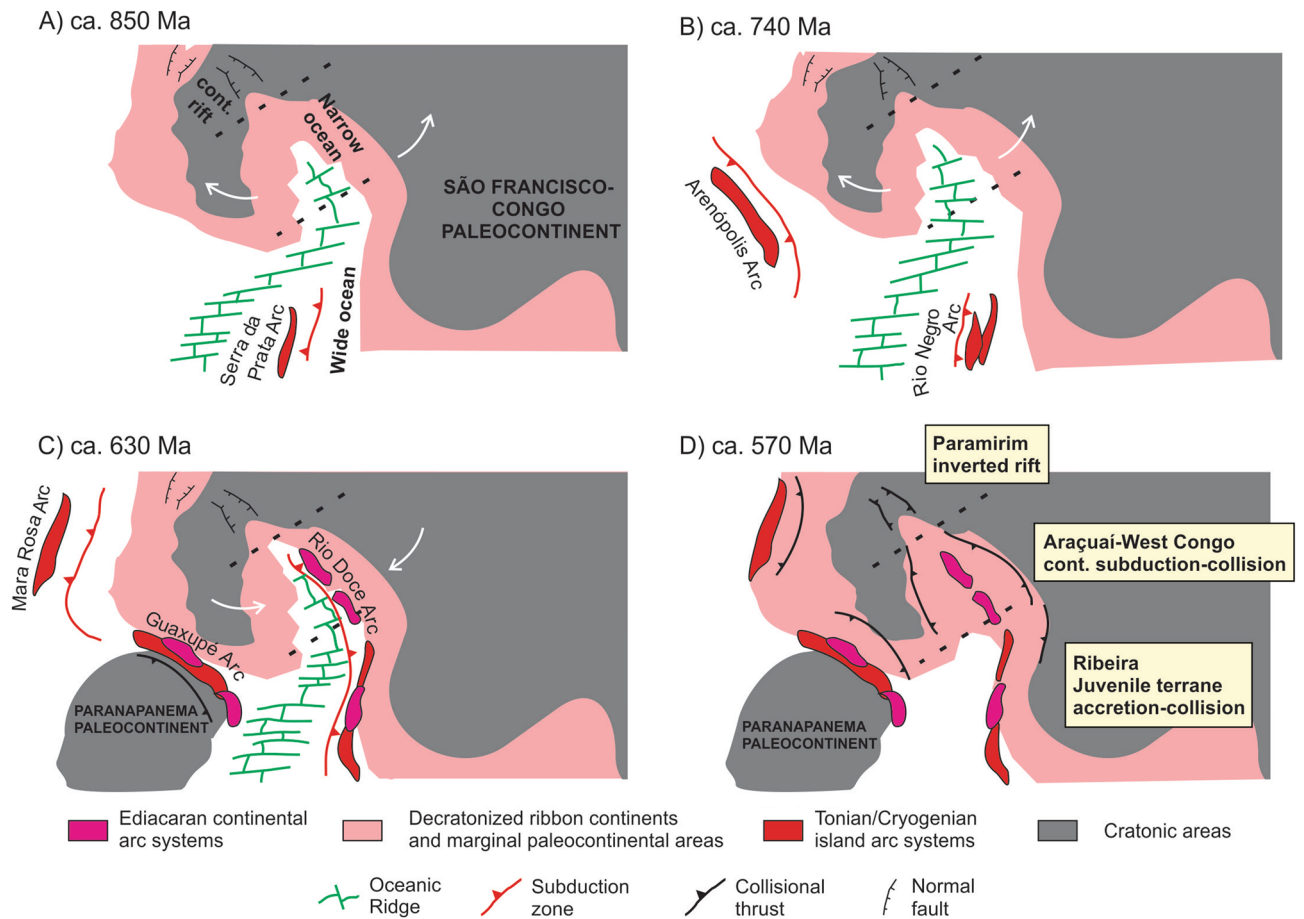 A) ca. 850 Ma
cont.
rift
Narrow
ocean
SÃO FRANCISCO-
CONGO
PALEOCONTINENT
Serra da
Prata Arc
Wide ocean
B) ca. 740 Ma
Arenópolis Arc
Rio Negro
Arc
C) ca. 630 Ma
Mara Rosa Arc
Guaxupé Arc
Rio Doce Arc
PARANAPANEMA
PALEOCONTINENT
D) ca. 570 Ma
Paramirim
inverted rift
Araçuaí-West Congo
cont. subduction-collision
Ribeira
Juvenile terrane
accretion-collision
PARANAPANEMA
PALEOCONTINENT
Ediacaran continental
arc systems
Decratonized ribbon continents
and marginal paleocontinental areas
Tonian/Cryogenian
island arc systems
Cratonic areas
Oceanic
Ridge
Subduction
zone
Collisional
thrust
Normal
fault